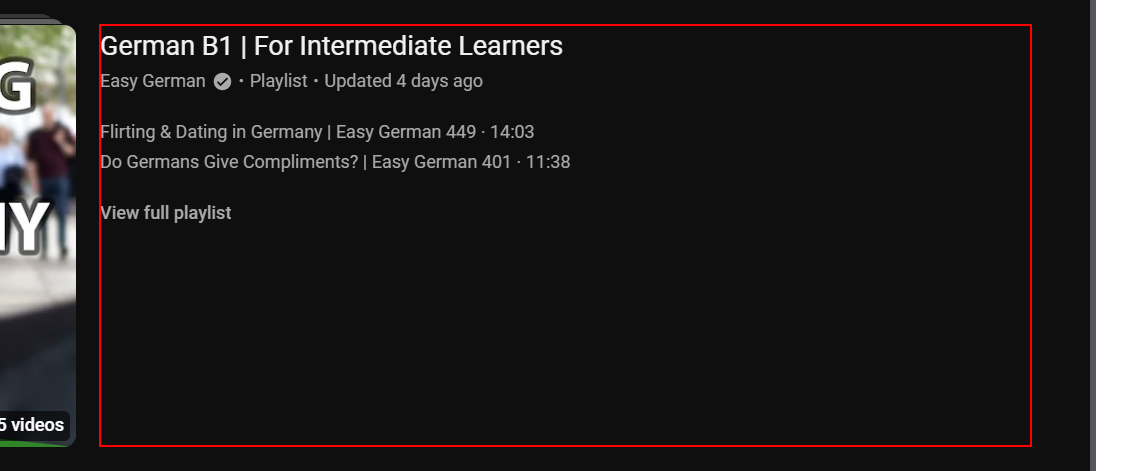 German B1 | For Intermediate Learners
Easy German • Playlist • Updated 4 days ago
Flirting & Dating in Germany | Easy German 449 · 14:03
Do Germans Give Compliments? | Easy German 401 · 11:38
View full playlist
G
NY
5 videos